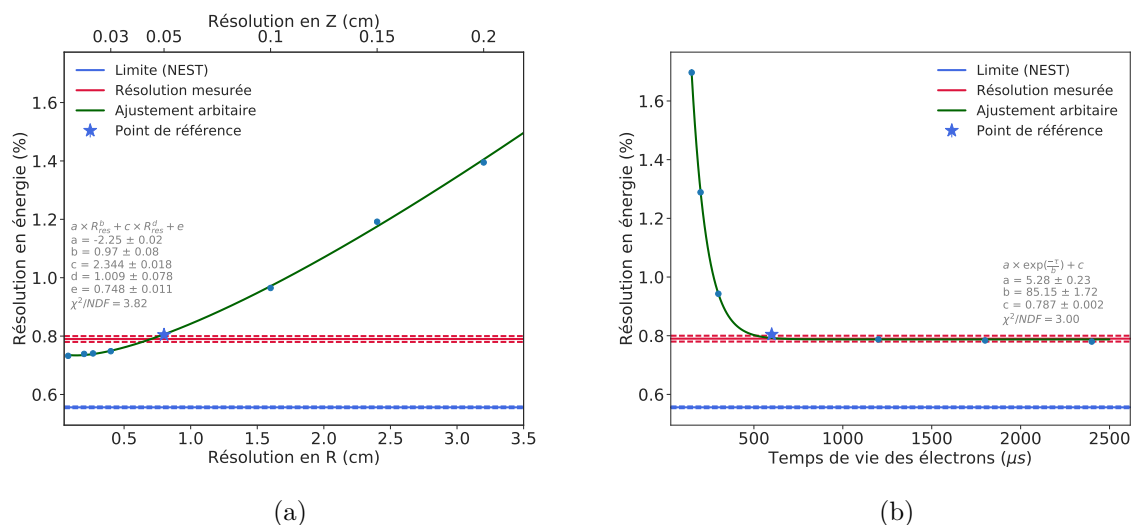 Résolution en Z (cm)
0.03 0.05 0.1 0.15 0.2
Limite (NEST)
Résolution mesurée
Ajustement arbitaire
Point de référence
1.6
1.4
1.2
1.0
0.8
0.6
Résolution en énergie (%)
a × R_{res}^{b} + c × R_{res}^{d} + e
a = -2.25 ± 0.02
b = 0.97 ± 0.08
c = 2.344 ± 0.018
d = 1.009 ± 0.078
e = 0.748 ± 0.011
χ²/NDF = 3.82
0.5 1.0 1.5 2.0 2.5 3.0 3.5
Résolution en R (cm)
(a)
Limite (NEST)
Résolution mesurée
Ajustement arbitaire
Point de référence
1.6
1.4
1.2
1.0
0.8
0.6
Résolution en énergie (%)
a × exp(\frac{-τ}{b}) + c
a = 5.28 ± 0.23
b = 85.15 ± 1.72
c = 0.787 ± 0.002
χ²/NDF = 3.00
500 1000 1500 2000 2500
Temps de vie des électrons (μs)
(b)